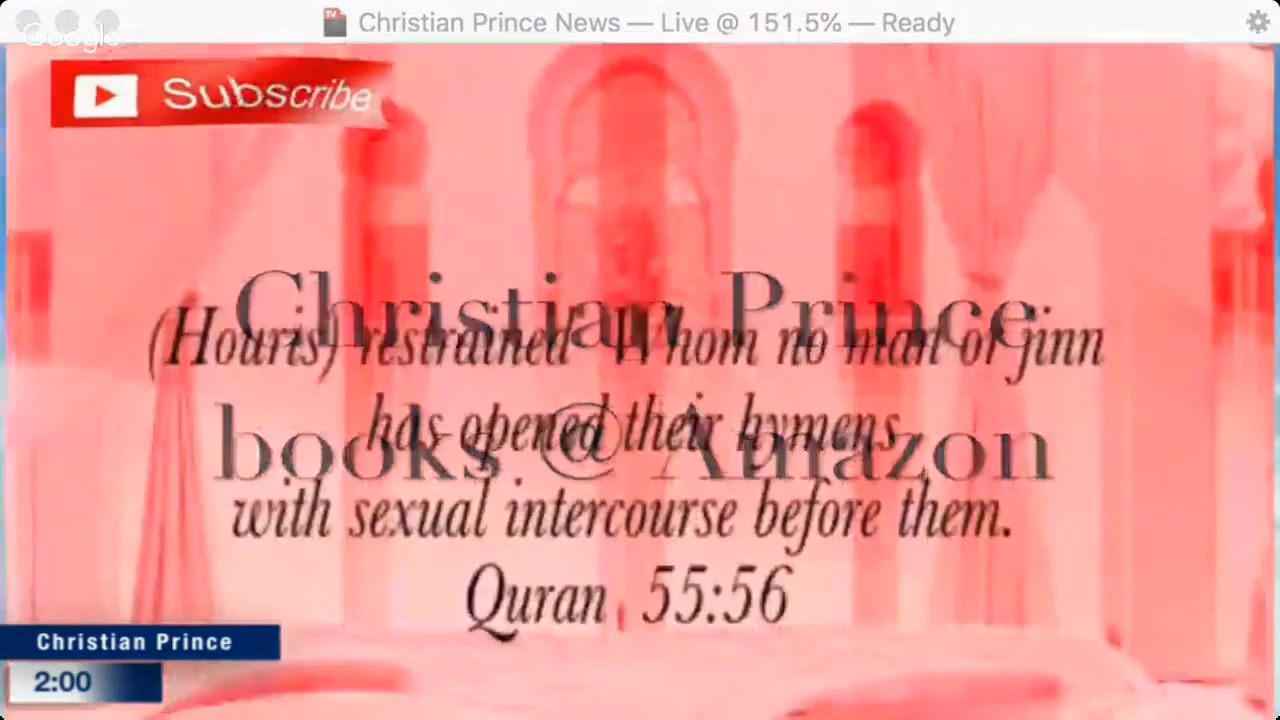 Christian Prince News — Live @ 151.5% — Ready
Google
Subscribe
Christian Prince
books @ Amazon
(Houris) restrained Whom no man or jinn
has opened their hymens
with sexual intercourse before them.
Quran 55:56
Christian Prince
2:00